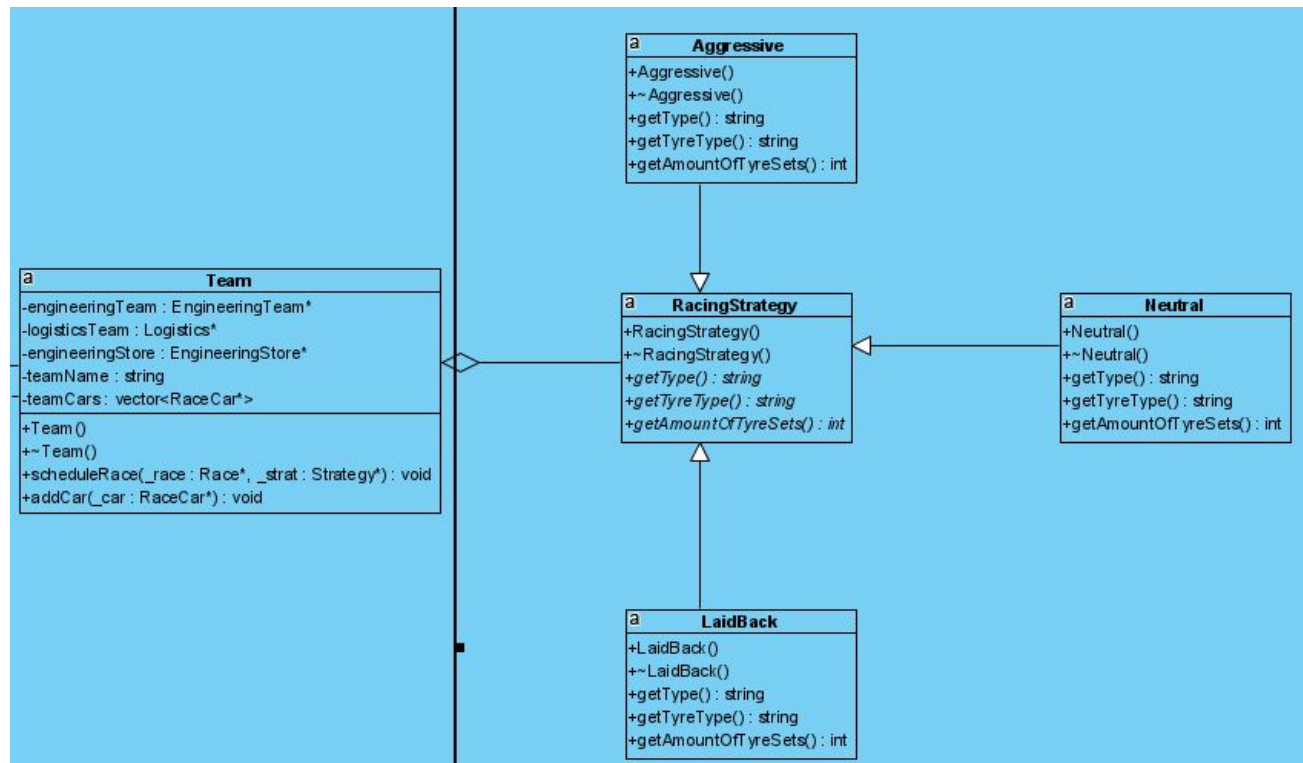 a Aggressive
+Aggressive()
+~Aggressive()
+getType() : string
+getTyreType() : string
+getAmountOfTyreSets() : int
a Team
-engineeringTeam : EngineeringTeam*
-logisticsTeam : Logistics*
-engineeringStore : EngineeringStore*
-teamName : string
-teamCars : vector<RaceCar*>
+Team()
+~Team()
+scheduleRace(_race : Race*, _strat : Strategy*) : void
+addCar(_car : RaceCar*) : void
a RacingStrategy
+RacingStrategy()
+~RacingStrategy()
+getType() : string
+getTyreType() : string
+getAmountOfTyreSets() : int
a Neutral
+Neutral()
+~Neutral()
+getType() : string
+getTyreType() : string
+getAmountOfTyreSets() : int
a LaidBack
+LaidBack()
+~LaidBack()
+getType() : string
+getTyreType() : string
+getAmountOfTyreSets() : int